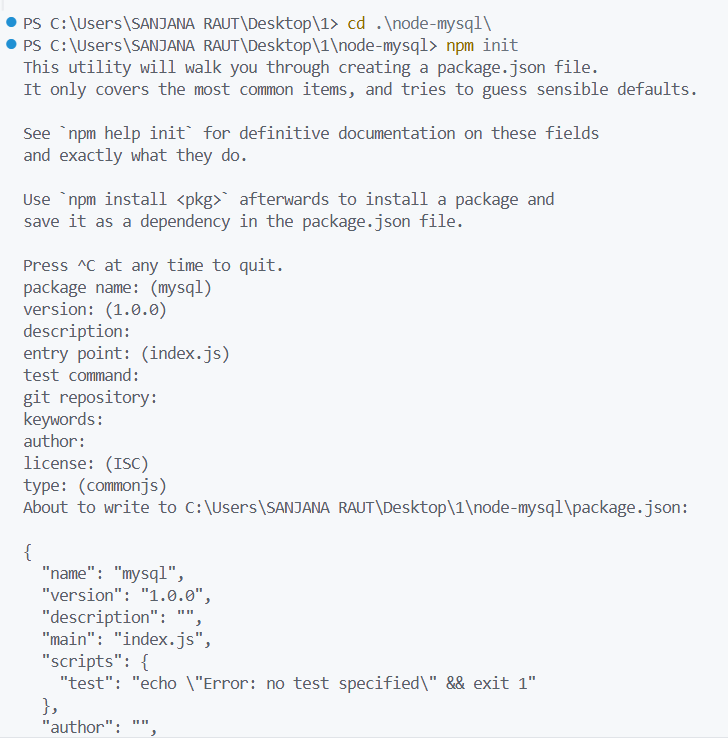 PS C:\Users\SANJANA RAUT\Desktop\1> cd .\node-mysql\
PS C:\Users\SANJANA RAUT\Desktop\1\node-mysql> npm init
This utility will walk you through creating a package.json file.
It only covers the most common items, and tries to guess sensible defaults.

See `npm help init` for definitive documentation on these fields
and exactly what they do.

Use `npm install <pkg>` afterwards to install a package and
save it as a dependency in the package.json file.

Press ^C at any time to quit.
package name: (mysql)
version: (1.0.0)
description:
entry point: (index.js)
test command:
git repository:
keywords:
author:
license: (ISC)
type: (commonjs)
About to write to C:\Users\SANJANA RAUT\Desktop\1\node-mysql\package.json:

{
  "name": "mysql",
  "version": "1.0.0",
  "description": "",
  "main": "index.js",
  "scripts": {
    "test": "echo \"Error: no test specified\" && exit 1"
  },
  "author": "",